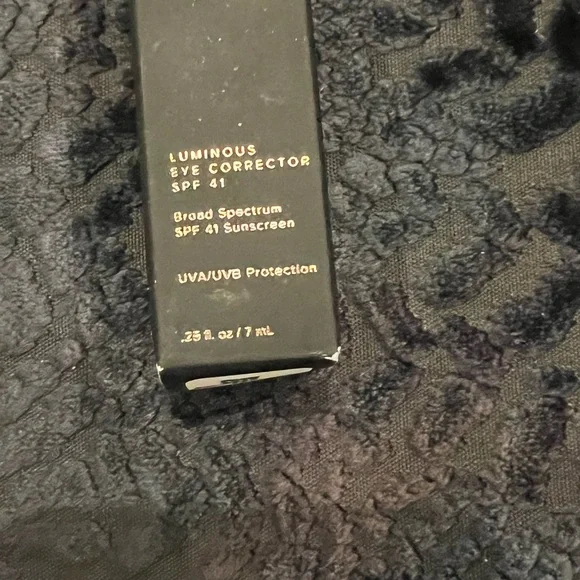 LUMINOUS
EYE CORRECTOR
SPF 41
Broad Spectrum
SPF 41 Sunscreen
UVA/UVB Protection
.25 fl. oz / 7 mL